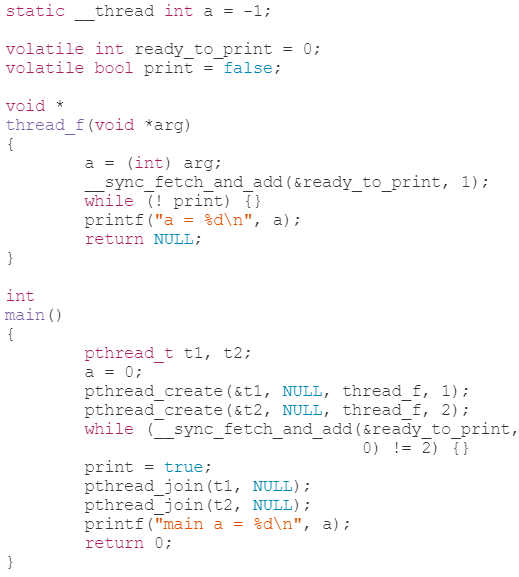 static __thread int a = -1;

volatile int ready_to_print = 0;
volatile bool print = false;

void *
thread_f(void *arg)
{
        a = (int) arg;
        __sync_fetch_and_add(&ready_to_print, 1);
        while (! print) {}
        printf("a = %d\n", a);
        return NULL;
}

int
main()
{
        pthread_t t1, t2;
        a = 0;
        pthread_create(&t1, NULL, thread_f, 1);
        pthread_create(&t2, NULL, thread_f, 2);
        while (__sync_fetch_and_add(&ready_to_print,
                                    0) != 2) {}
        print = true;
        pthread_join(t1, NULL);
        pthread_join(t2, NULL);
        printf("main a = %d\n", a);
        return 0;
}